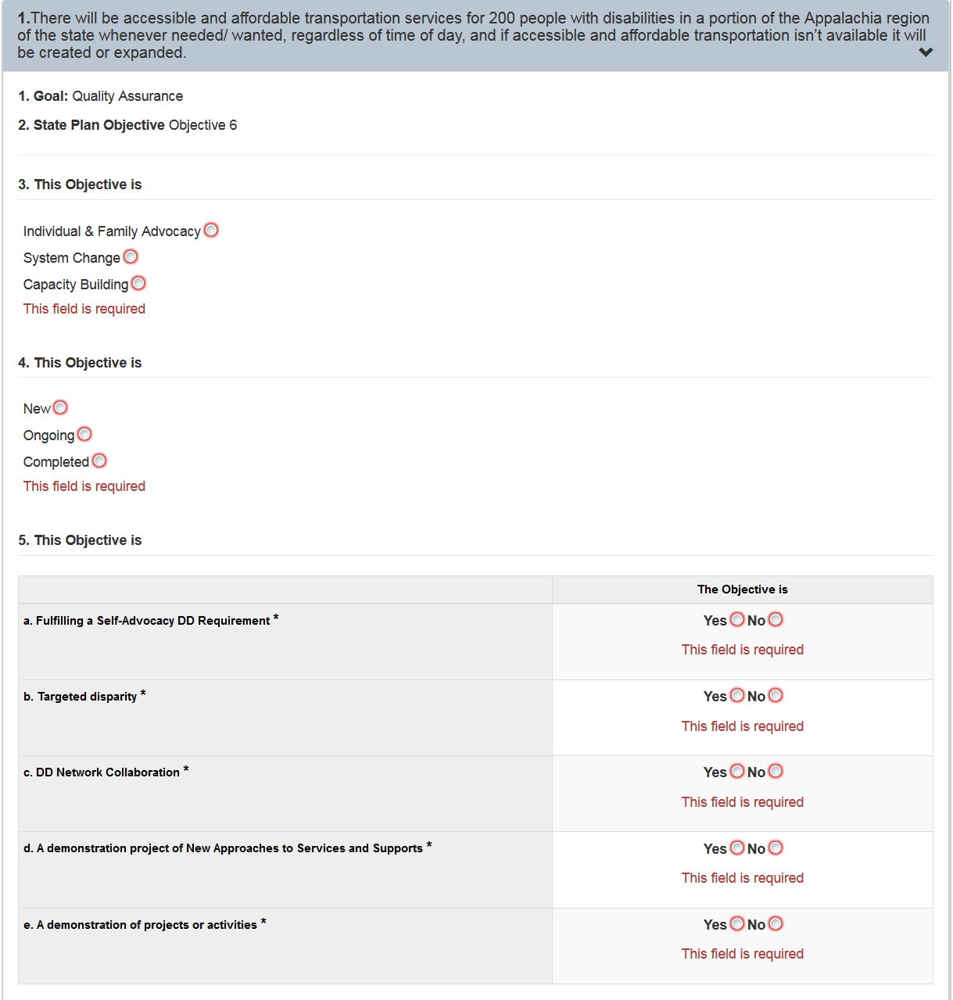 1.There will be accessible and affordable transportation services for 200 people with disabilities in a portion of the Appalachia region
of the state whenever needed/ wanted, regardless of time of day, and if accessible and affordable transportation isn’t available it will
be created or expanded.
1. Goal: Quality Assurance
2. State Plan Objective Objective 6
3. This Objective is
Individual & Family Advocacy
System Change
Capacity Building
This field is required
4. This Objective is
New
Ongoing
Completed
This field is required
5. This Objective is
The Objective is
a. Fulfilling a Self-Advocacy DD Requirement *
Yes No
This field is required
b. Targeted disparity *
Yes No
This field is required
c. DD Network Collaboration *
Yes No
This field is required
d. A demonstration project of New Approaches to Services and Supports *
Yes No
This field is required
e. A demonstration of projects or activities *
Yes No
This field is required